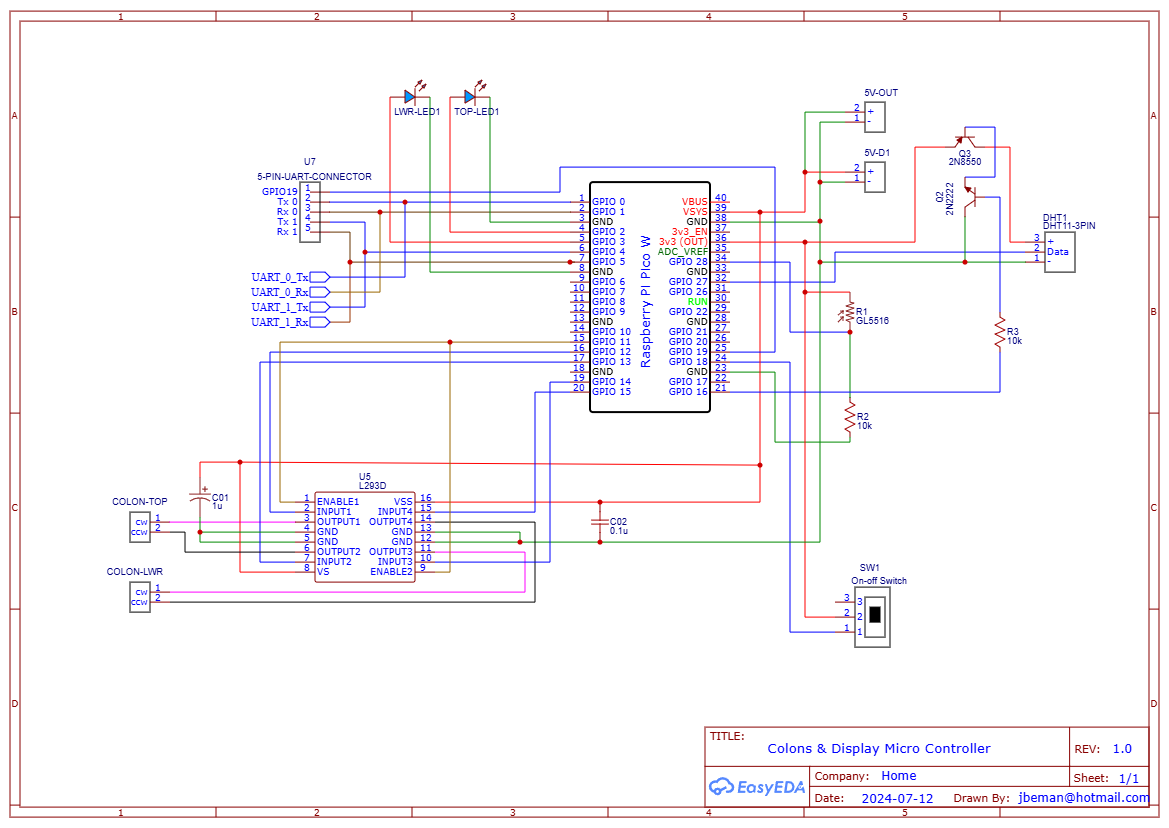 1 2 3 4 5
A
B
C
D
A
B
C
D
1 2 3 4 5
LWR-LED1
TOP-LED1
U7
5-PIN-UART-CONNECTOR
GPIO19 1
Tx 0 2
Rx 0 3
Tx 1 4
Rx 1 5
UART_0_Tx
UART_0_Rx
UART_1_Tx
UART_1_Rx
Raspberry Pi Pico W
1 GPIO 0
2 GPIO 1
3 GND
4 GPIO 2
5 GPIO 3
6 GPIO 4
7 GPIO 5
8 GND
9 GPIO 6
10 GPIO 7
11 GPIO 8
12 GPIO 9
13 GND
14 GPIO 10
15 GPIO 11
16 GPIO 12
17 GPIO 13
18 GND
19 GPIO 14
20 GPIO 15
VBUS 40
VSYS 39
GND 38
3v3_EN 37
3v3 (OUT) 36
ADC_VREF 35
GPIO 28 34
GND 33
GPIO 27 32
GPIO 26 31
RUN 30
GPIO 22 29
GND 28
GPIO 21 27
GPIO 20 26
GPIO 19 25
GPIO 18 24
GND 23
GPIO 17 22
GPIO 16 21
5V-OUT
2 +
1 -
5V-D1
2 +
1 -
Q3
2N8550
Q2
2N2222
DHT1
DHT11-3PIN
3 +
2 Data
1 -
R1
GL5516
R2
10k
R3
10k
+
C01
1u
C02
0.1u
COLON-TOP
cw 1
ccw 2
COLON-LWR
cw 1
ccw 2
U5
L293D
1 ENABLE1
2 INPUT1
3 OUTPUT1
4 GND
5 GND
6 OUTPUT2
7 INPUT2
8 VS
VSS 16
INPUT4 15
OUTPUT4 14
GND 13
GND 12
OUTPUT3 11
INPUT3 10
ENABLE2 9
SW1
On-off Switch
3 3
2 2
1 1
TITLE:
Colons & Display Micro Controller
REV: 1.0
EasyEDA
Company: Home
Sheet: 1/1
Date: 2024-07-12 Drawn By: jbeman@hotmail.com